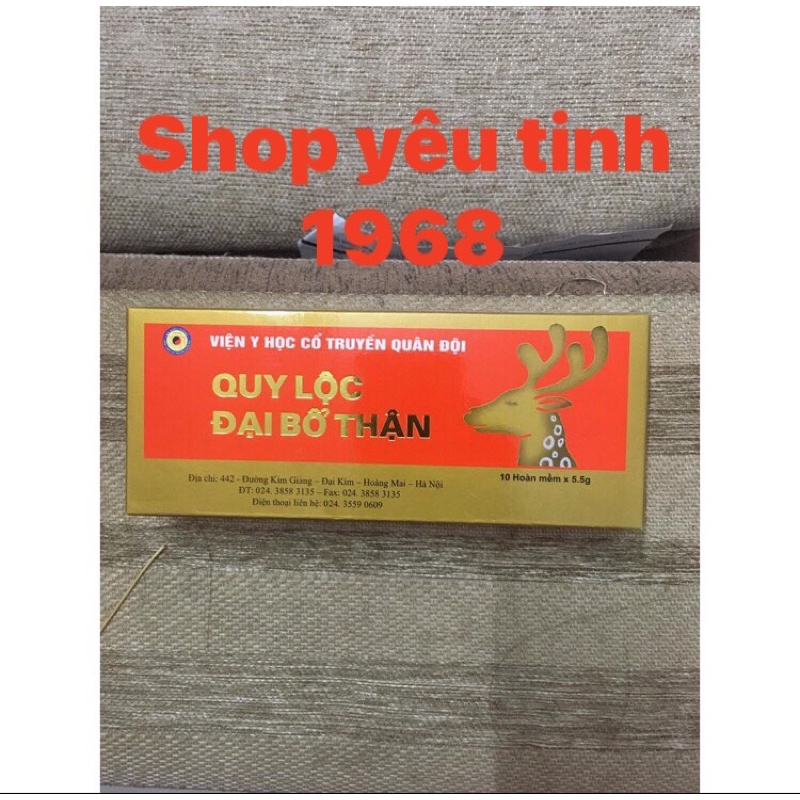 Shop yêu tinh
1968
VIỆN Y HỌC CỔ TRUYỀN QUÂN ĐỘI
QUY LỘC
ĐẠI BỔ THẬN
Địa chỉ: 442 - Đường Kim Giang – Đại Kim – Hoàng Mai – Hà Nội
ĐT: 024. 3858 3135 – Fax: 024. 3858 3135
Điện thoại liên hệ: 024. 3559 0609
10 Hoàn mềm x 5.5g